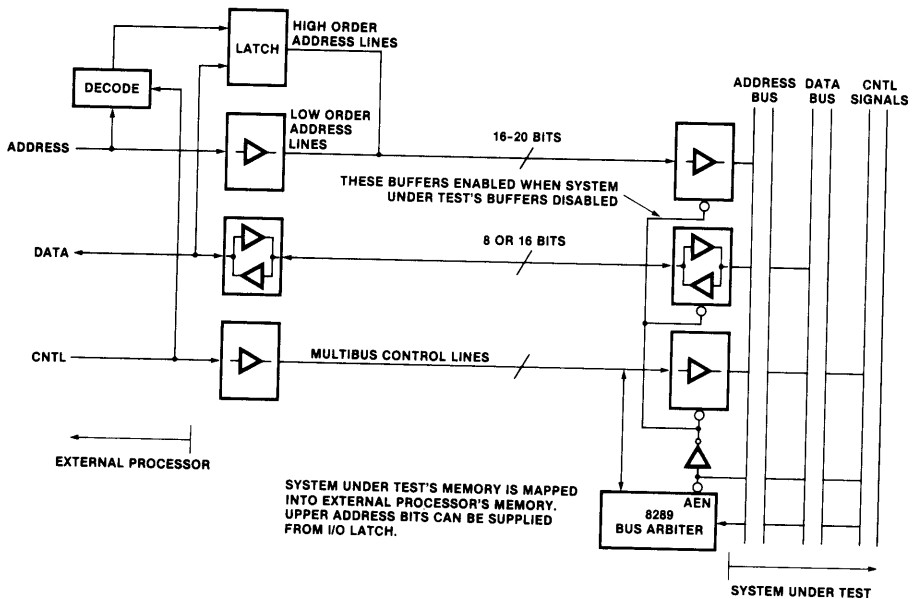 HIGH ORDER
ADDRESS LINES
LATCH
DECODE
ADDRESS
BUS
DATA
BUS
CNTL
SIGNALS
LOW ORDER
ADDRESS
LINES
ADDRESS
16-20 BITS
THESE BUFFERS ENABLED WHEN SYSTEM
UNDER TEST'S BUFFERS DISABLED
DATA
8 OR 16 BITS
CNTL
MULTIBUS CONTROL LINES
EXTERNAL PROCESSOR
SYSTEM UNDER TEST'S MEMORY IS MAPPED
INTO EXTERNAL PROCESSOR'S MEMORY.
UPPER ADDRESS BITS CAN BE SUPPLIED
FROM I/O LATCH.
AEN
8289
BUS ARBITER
SYSTEM UNDER TEST